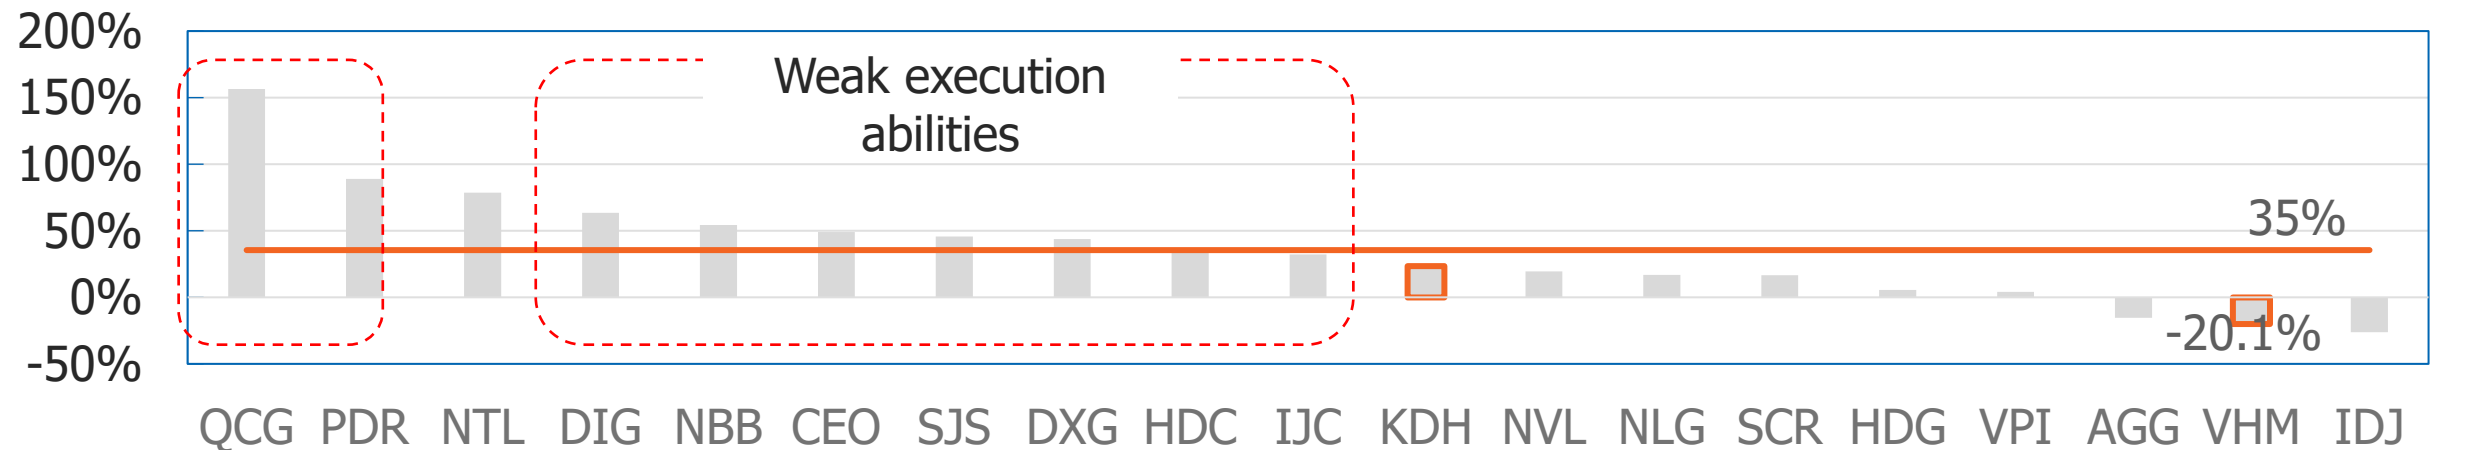 200%
150%
100%
50%
0%
-50%
Weak execution
abilities
35%
-20.1%
QCG PDR NTL DIG NBB CEO SJS DXG HDC IJC KDH NVL NLG SCR HDG VPI AGG VHM IDJ